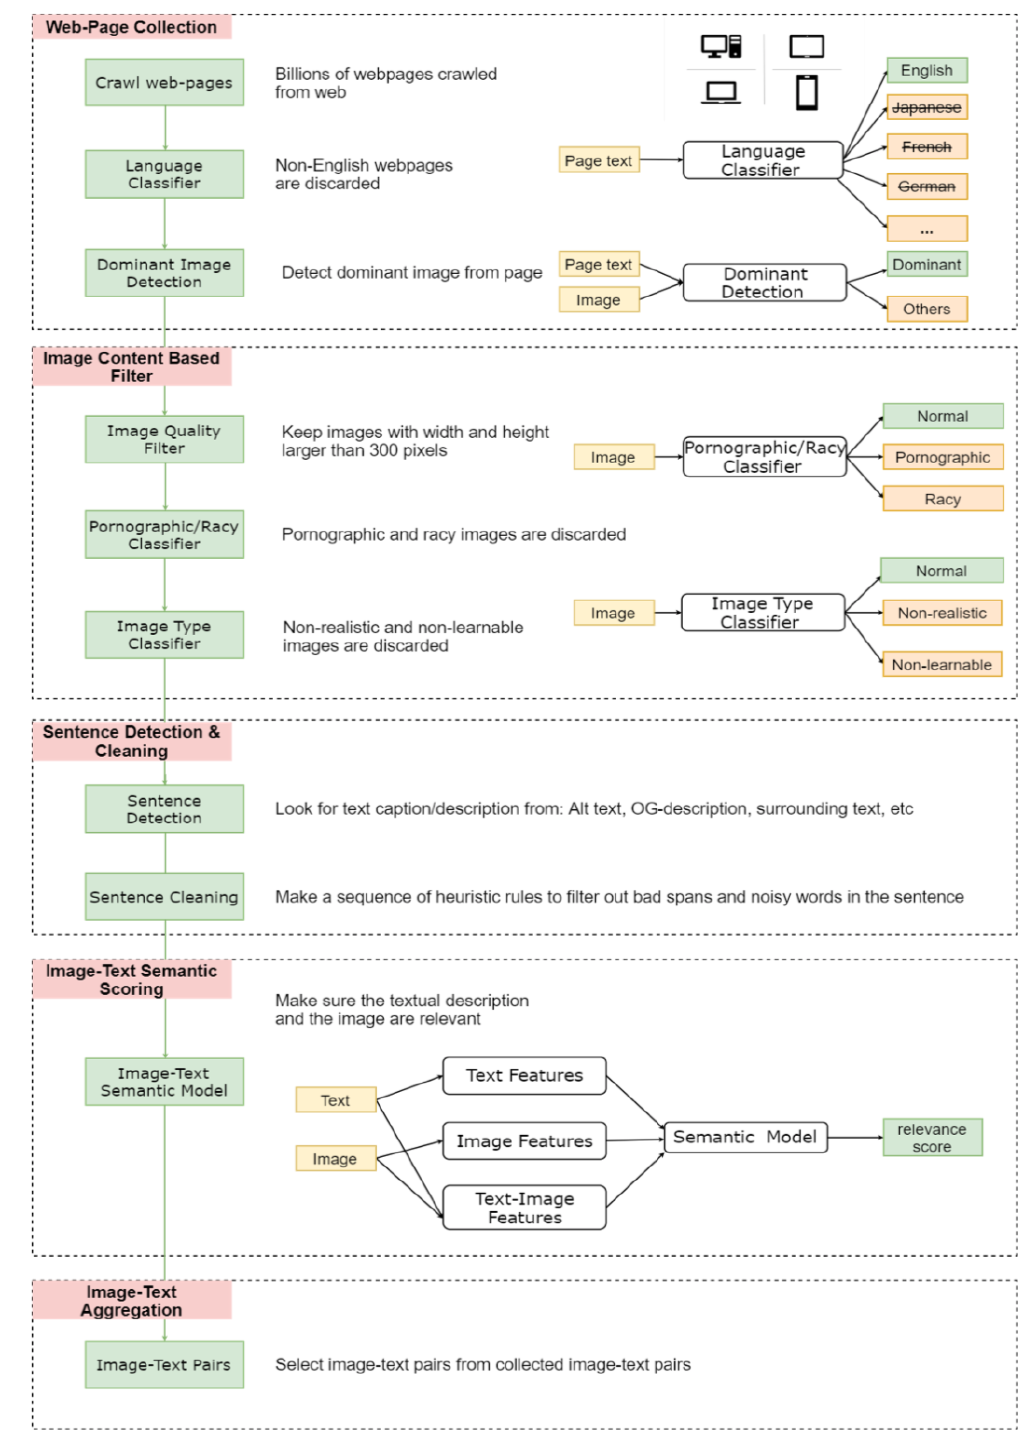 Web-Page Collection
Crawl web-pages
Billions of webpages crawled
from web
Language
Classifier
Non-English webpages
are discarded
Page text
Language
Classifier
English
Japanese
French
German
...
Dominant Image
Detection
Detect dominant image from page
Page text
Image
Dominant
Detection
Dominant
Others
Image Content Based
Filter
Image Quality
Filter
Keep images with width and height
larger than 300 pixels
Image
Pornographic/Racy
Classifier
Normal
Pornographic
Racy
Pornographic/Racy
Classifier
Pornographic and racy images are discarded
Image Type
Classifier
Non-realistic and non-learnable
images are discarded
Image
Image Type
Classifier
Normal
Non-realistic
Non-learnable
Sentence Detection &
Cleaning
Sentence
Detection
Look for text caption/description from: Alt text, OG-description, surrounding text, etc
Sentence Cleaning
Make a sequence of heuristic rules to filter out bad spans and noisy words in the sentence
Image-Text Semantic
Scoring
Make sure the textual description
and the image are relevant
Image-Text
Semantic Model
Text
Image
Text Features
Image Features
Text-Image
Features
Semantic Model
relevance
score
Image-Text
Aggregation
Image-Text Pairs
Select image-text pairs from collected image-text pairs